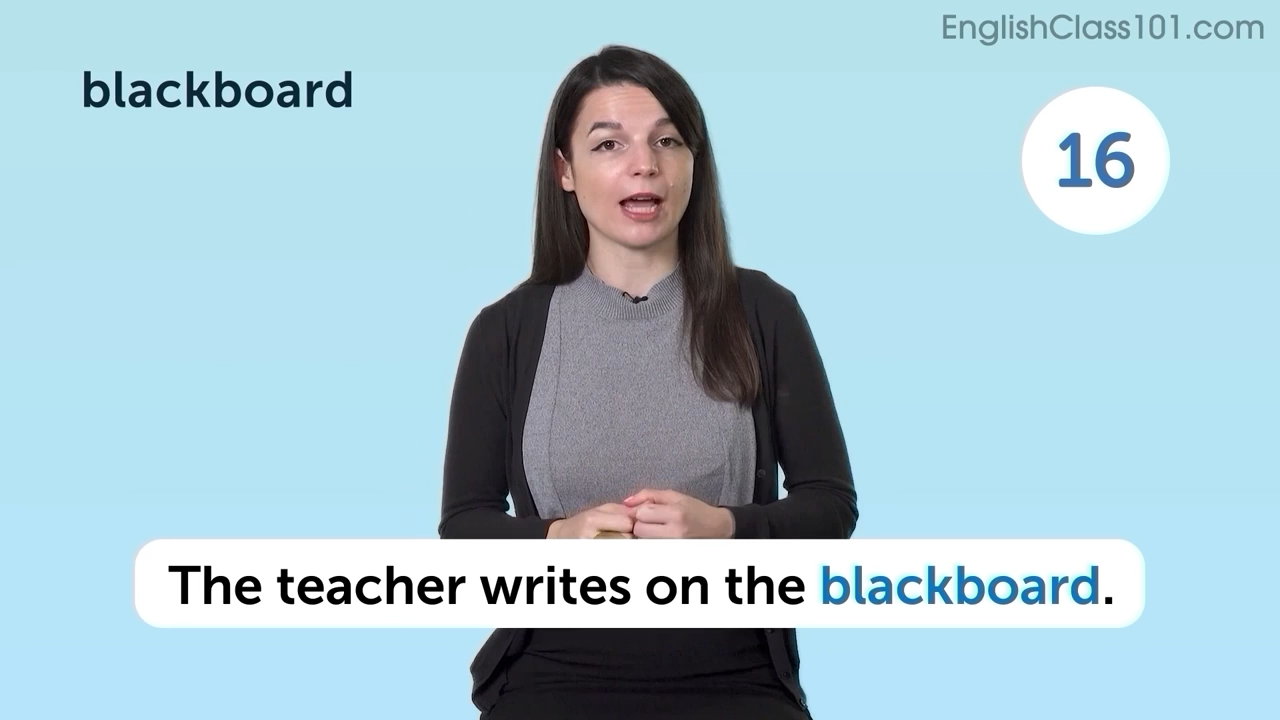 EnglishClass101.com
blackboard
16
The teacher writes on the blackboard.